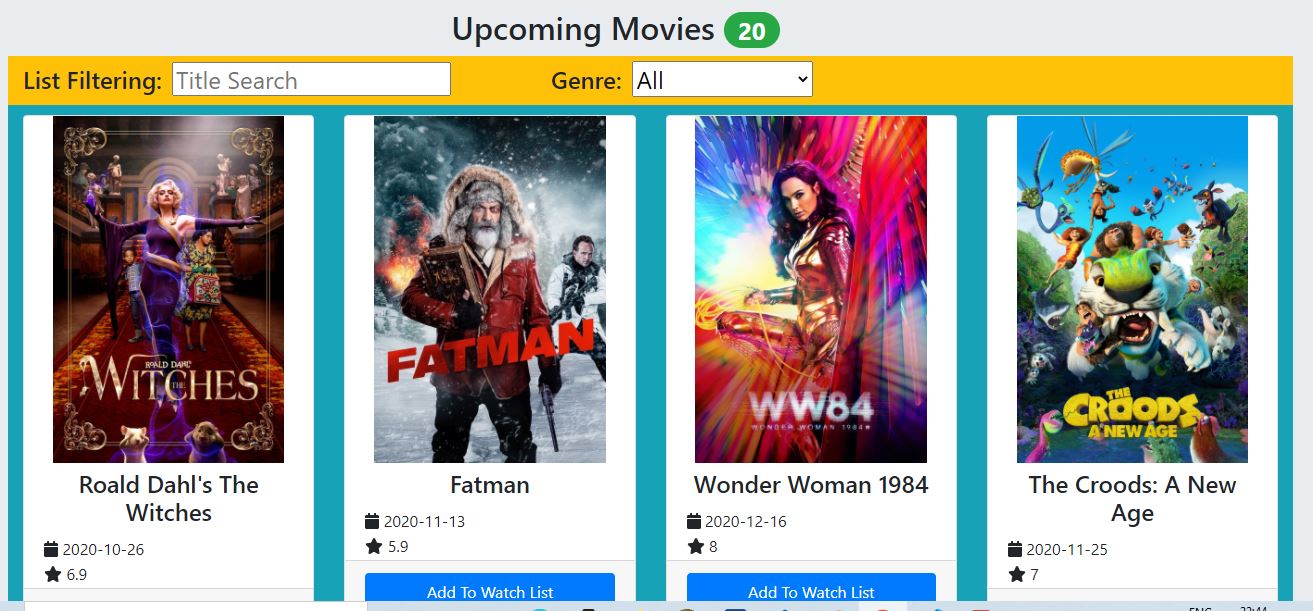 Upcoming Movies 20
List Filtering: Title Search Genre: All
ROALD DAHL'S
THE WITCHES
FATMAN
WW84
WONDER WOMAN 1984
THE
CROODS
A NEW AGE
Roald Dahl's The
Witches
2020-10-26
6.9
Fatman
2020-11-13
5.9
Add To Watch List
Wonder Woman 1984
2020-12-16
8
Add To Watch List
The Croods: A New
Age
2020-11-25
7